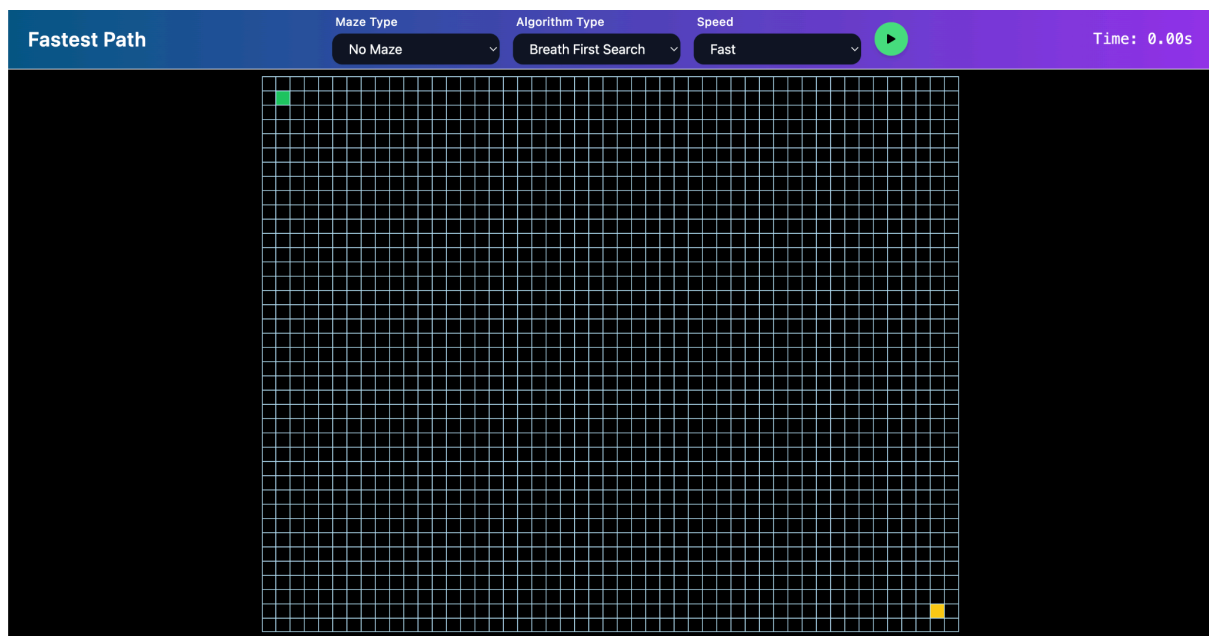 Fastest Path
Maze Type
No Maze
Algorithm Type
Breath First Search
Speed
Fast
Time: 0.00s